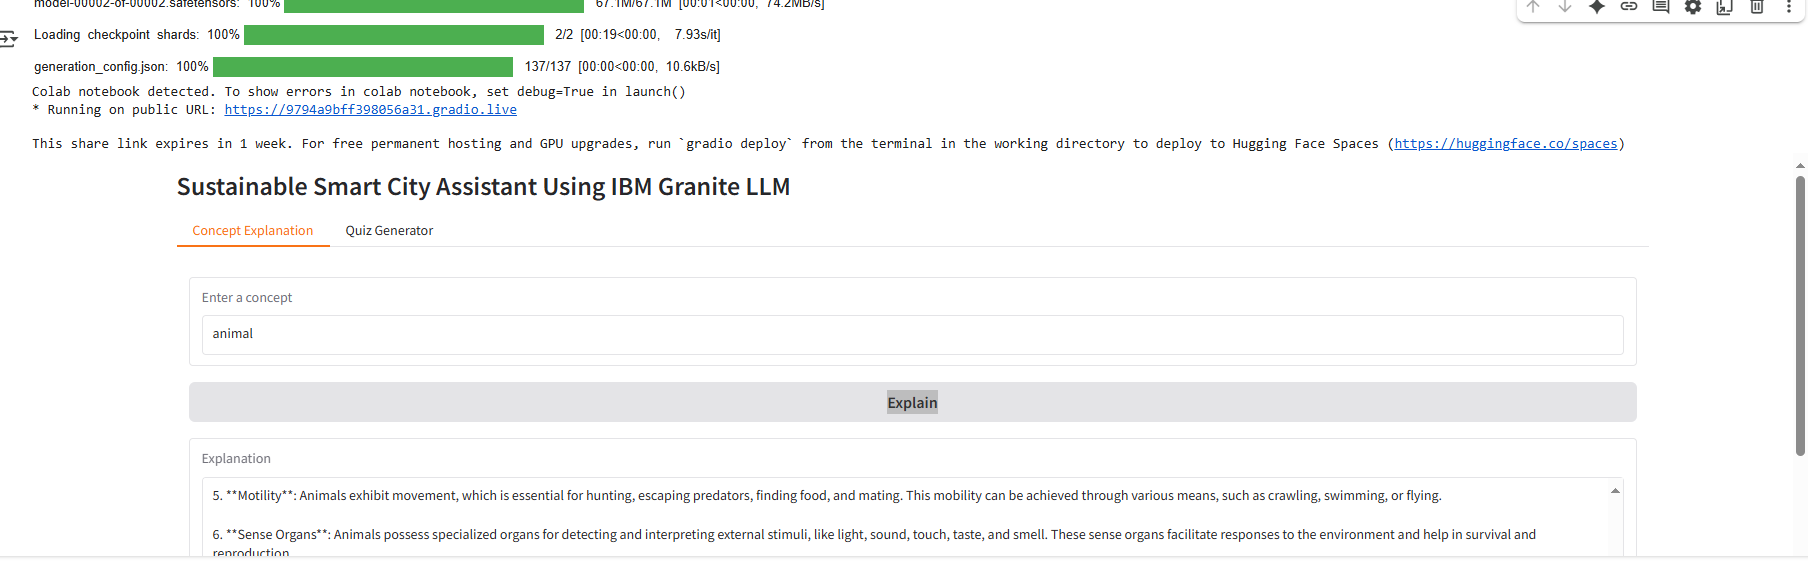 model-00002-of-00002.safetensors: 100% 67.1M/67.1M [00:01<00:00, 74.2MB/s]
Loading checkpoint shards: 100% 2/2 [00:19<00:00, 7.93s/it]
generation_config.json: 100% 137/137 [00:00<00:00, 10.6kB/s]
Colab notebook detected. To show errors in colab notebook, set debug=True in launch()
* Running on public URL: https://9794a9bff398056a31.gradio.live
This share link expires in 1 week. For free permanent hosting and GPU upgrades, run `gradio deploy` from the terminal in the working directory to deploy to Hugging Face Spaces (https://huggingface.co/spaces)
Sustainable Smart City Assistant Using IBM Granite LLM
Concept Explanation Quiz Generator
Enter a concept
animal
Explain
Explanation
5. **Motility**: Animals exhibit movement, which is essential for hunting, escaping predators, finding food, and mating. This mobility can be achieved through various means, such as crawling, swimming, or flying.
6. **Sense Organs**: Animals possess specialized organs for detecting and interpreting external stimuli, like light, sound, touch, taste, and smell. These sense organs facilitate responses to the environment and help in survival and
reproduction